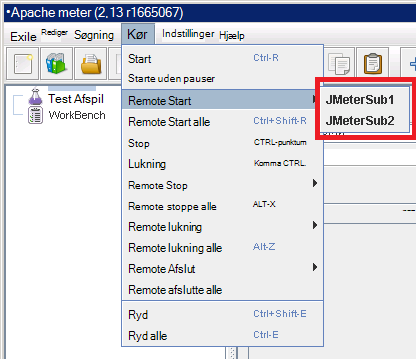 •Apache meter (2,13 r1665067)
Exile Rediger Søgning Kør Indstillinger Hjælp
Start Ctrl-R
Starte uden pauser
Remote Start JMeterSub1
JMeterSub2
Remote Start alle Ctrl+Shift-R
Stop CTRL-punktum
Lukning Komma CTRL.
Remote Stop
Remote stoppe alle ALT-X
Remote lukning
Remote lukning alle Alt-Z
Remote Afslut
Remote afslutte alle
Ryd Ctrl+Shift-E
Ryd alle Ctrl-E
Test Afspil
WorkBench